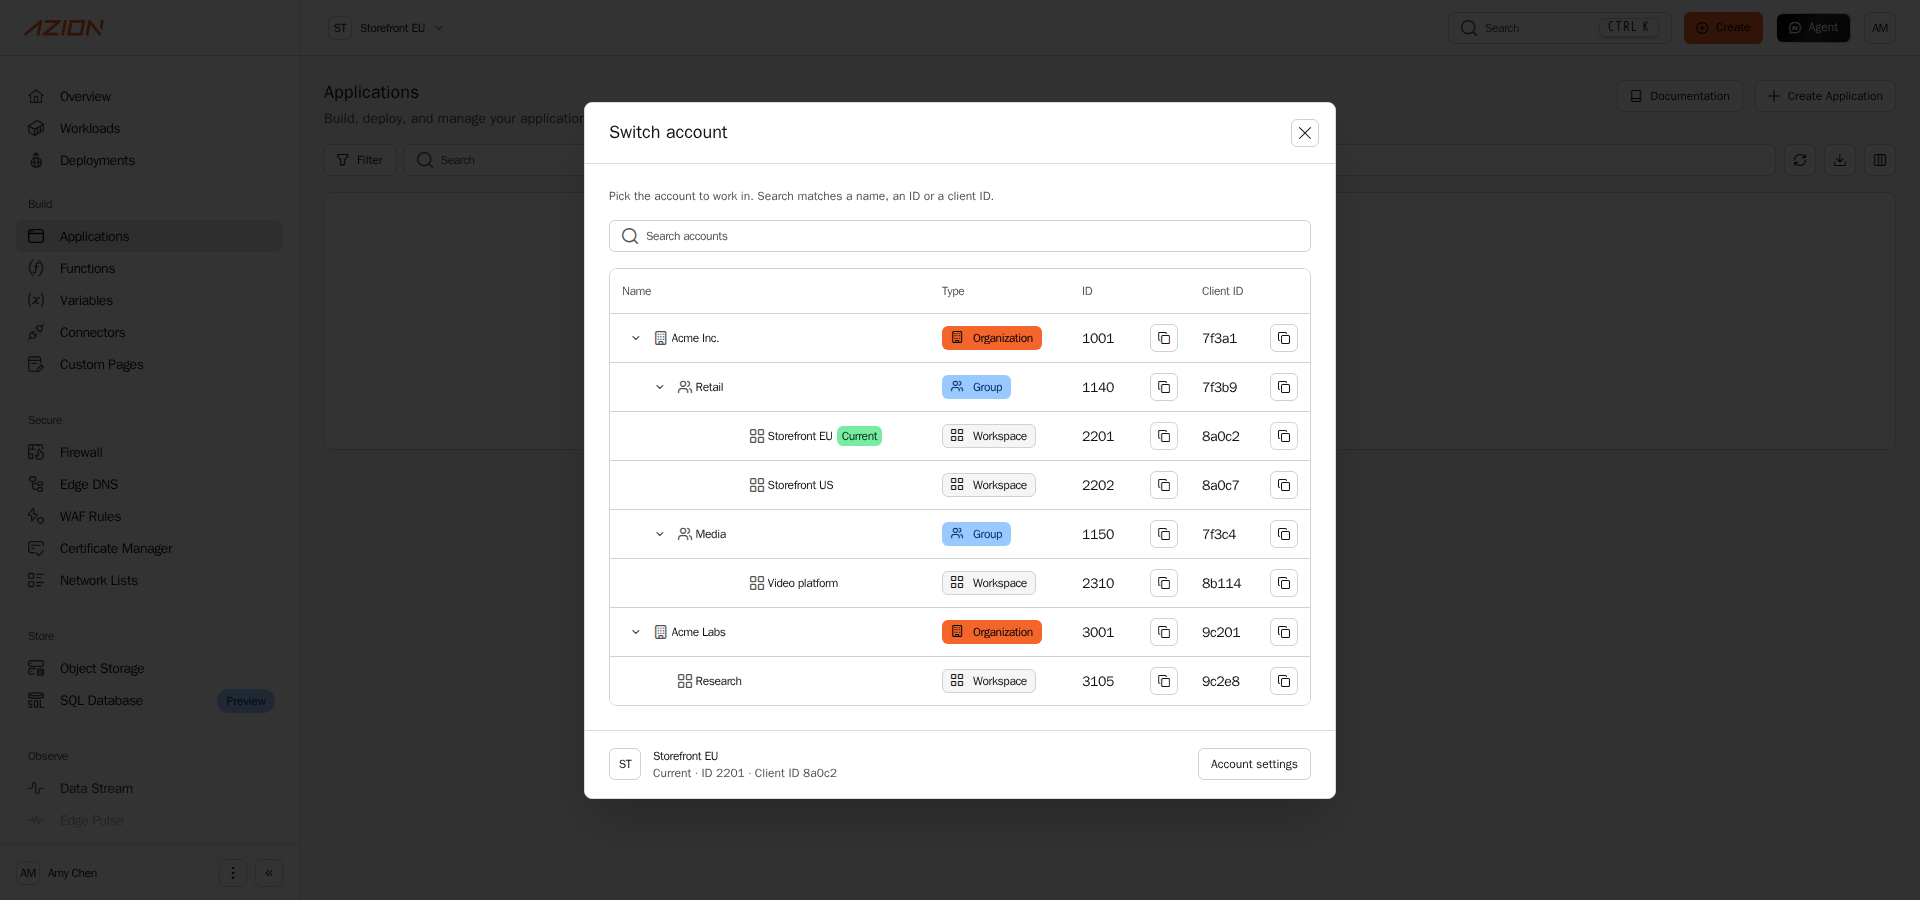 AZION
ST Storefront EU
Search CTRL K
Create
Agent
AM
Overview
Workloads
Deployments
Build
Applications
Functions
Variables
Connectors
Custom Pages
Secure
Firewall
Edge DNS
WAF Rules
Certificate Manager
Network Lists
Store
Object Storage
SQL Database Preview
Observe
Data Stream
Edge Pulse
AM Amy Chen
Applications
Build, deploy, and manage your application
Documentation
Create Application
Filter
Search
Switch account
Pick the account to work in. Search matches a name, an ID or a client ID.
Search accounts
Name Type ID Client ID
Acme Inc. Organization 1001 7f3a1
Retail Group 1140 7f3b9
Storefront EU Current Workspace 2201 8a0c2
Storefront US Workspace 2202 8a0c7
Media Group 1150 7f3c4
Video platform Workspace 2310 8b114
Acme Labs Organization 3001 9c201
Research Workspace 3105 9c2e8
ST Storefront EU
Current · ID 2201 · Client ID 8a0c2
Account settings